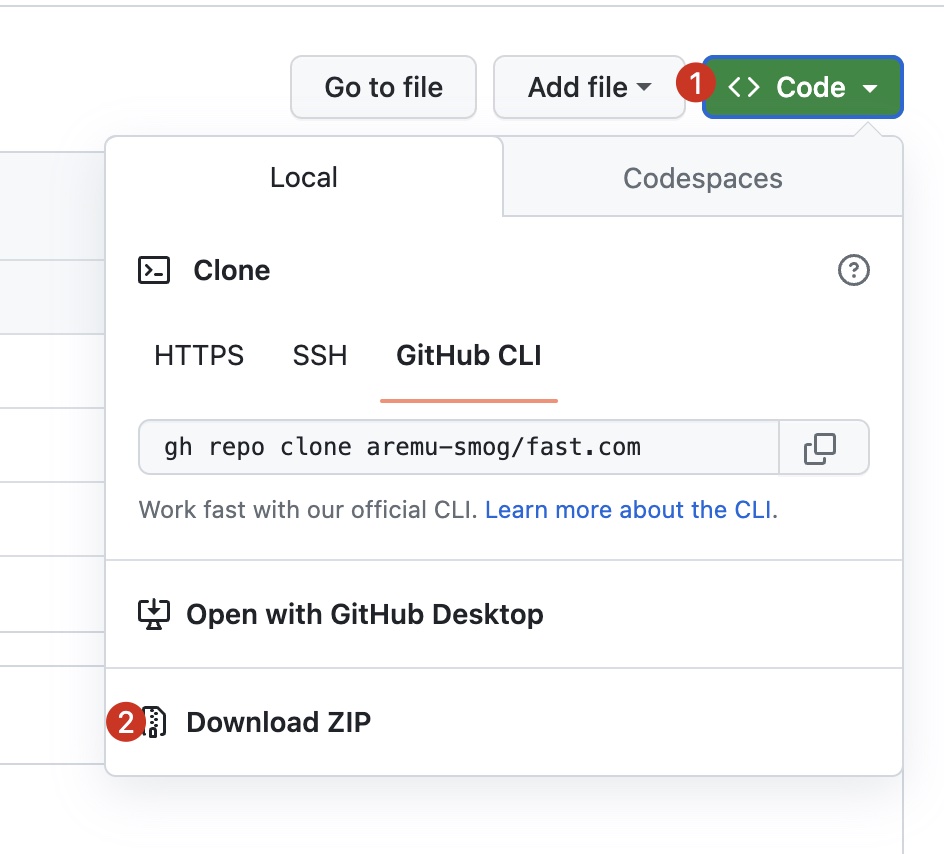 Go to file
Add file
1
<> Code
Local
Codespaces
Clone
HTTPS
SSH
GitHub CLI
gh repo clone aremu-smog/fast.com
Work fast with our official CLI. Learn more about the CLI.
Open with GitHub Desktop
2
Download ZIP